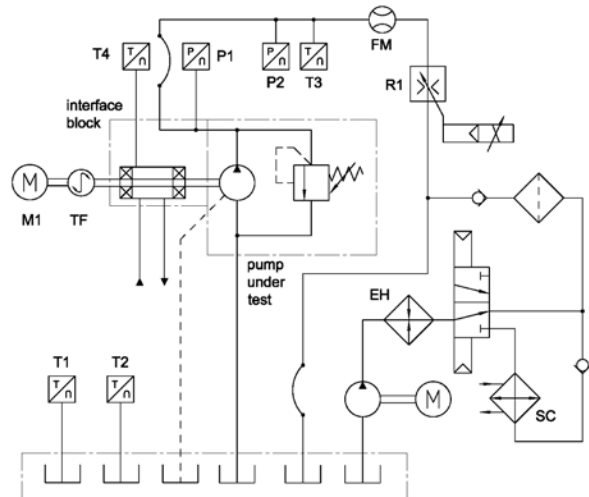 FM
T4
T
n
P
n
P1
P
n
T
n
P2
T3
R1
interface
block
M
M1
TF
pump
under
test
EH
T1
T2
T
n
T
n
M
SC